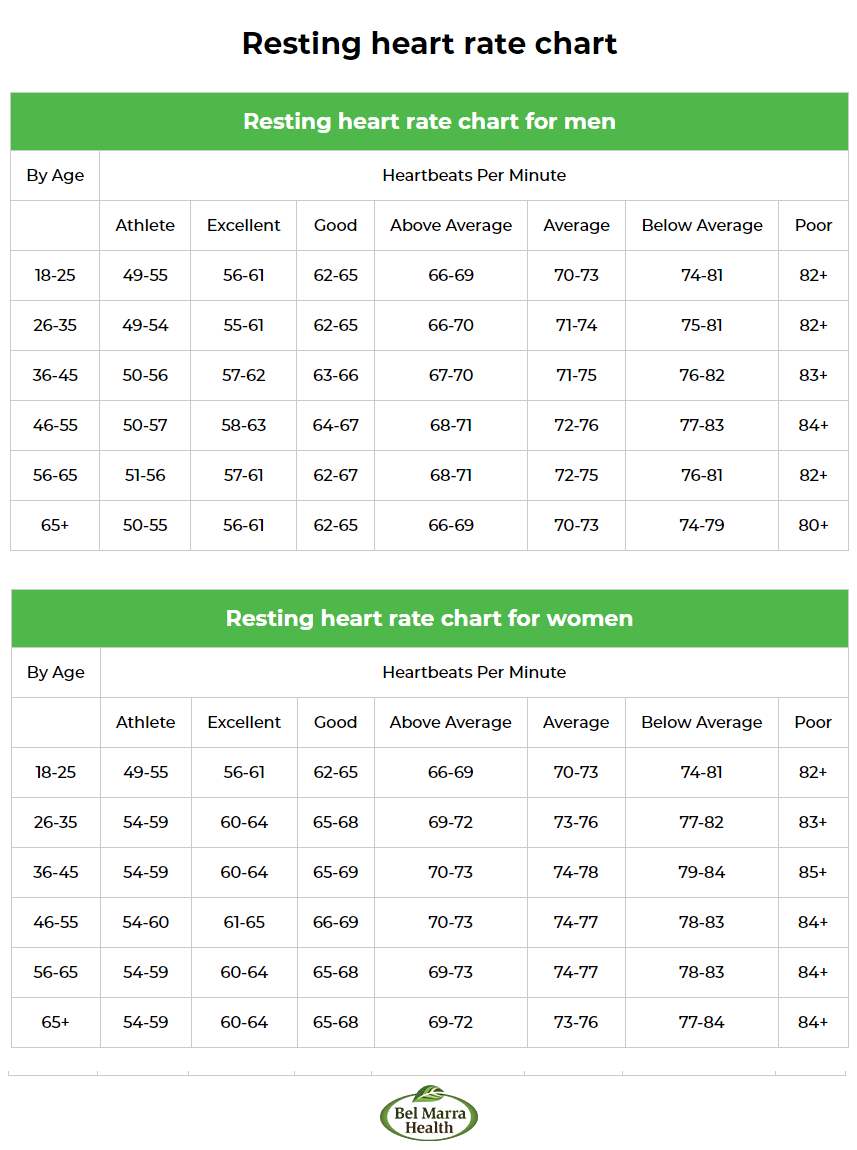 Resting heart rate chart
Resting heart rate chart for men
By Age Heartbeats Per Minute
Athlete Excellent Good Above Average Average Below Average Poor
18-25 49-55 56-61 62-65 66-69 70-73 74-81 82+
26-35 49-54 55-61 62-65 66-70 71-74 75-81 82+
36-45 50-56 57-62 63-66 67-70 71-75 76-82 83+
46-55 50-57 58-63 64-67 68-71 72-76 77-83 84+
56-65 51-56 57-61 62-67 68-71 72-75 76-81 82+
65+ 50-55 56-61 62-65 66-69 70-73 74-79 80+
Resting heart rate chart for women
By Age Heartbeats Per Minute
Athlete Excellent Good Above Average Average Below Average Poor
18-25 49-55 56-61 62-65 66-69 70-73 74-81 82+
26-35 54-59 60-64 65-68 69-72 73-76 77-82 83+
36-45 54-59 60-64 65-69 70-73 74-78 79-84 85+
46-55 54-60 61-65 66-69 70-73 74-77 78-83 84+
56-65 54-59 60-64 65-68 69-73 74-77 78-83 84+
65+ 54-59 60-64 65-68 69-72 73-76 77-84 84+
Bel Marra
Health